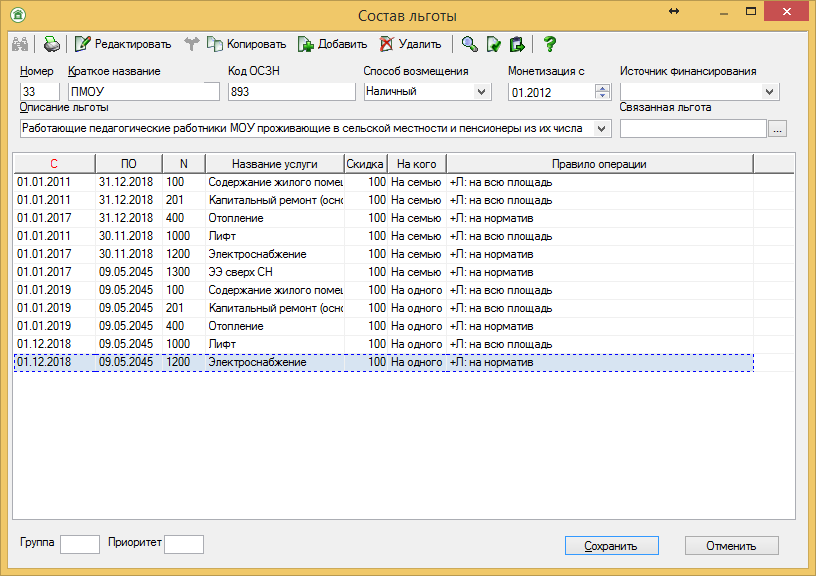 Состав льготы
Редактировать Копировать Добавить Удалить
Номер Краткое название Код ОСЗН Способ возмещения Монетизация с Источник финансирования
33 ПМОУ 893 Наличный 01.2012
Описание льготы Связанная льгота
Работающие педагогические работники МОУ проживающие в сельской местности и пенсионеры из их числа ...
С ПО N Название услуги Скидка На кого Правило операции
01.01.2011 31.12.2018 100 Содержание жилого помец 100 На семью +Л: на всю площадь
01.01.2011 31.12.2018 201 Капитальный ремонт (осно 100 На семью +Л: на всю площадь
01.01.2017 31.12.2018 400 Отопление 100 На семью +Л: на норматив
01.01.2011 30.11.2018 1000 Лифт 100 На семью +Л: на всю площадь
01.01.2017 30.11.2018 1200 Электроснабжение 100 На семью +Л: на норматив
01.01.2017 09.05.2045 1300 ЭЭ сверх СН 100 На семью +Л: на норматив
01.01.2019 09.05.2045 100 Содержание жилого помец 100 На одного +Л: на всю площадь
01.01.2019 09.05.2045 201 Капитальный ремонт (осно 100 На одного +Л: на всю площадь
01.01.2019 09.05.2045 400 Отопление 100 На одного +Л: на норматив
01.12.2018 09.05.2045 1000 Лифт 100 На одного +Л: на всю площадь
01.12.2018 09.05.2045 1200 Электроснабжение 100 На одного +Л: на норматив
Группа Приоритет Сохранить Отменить